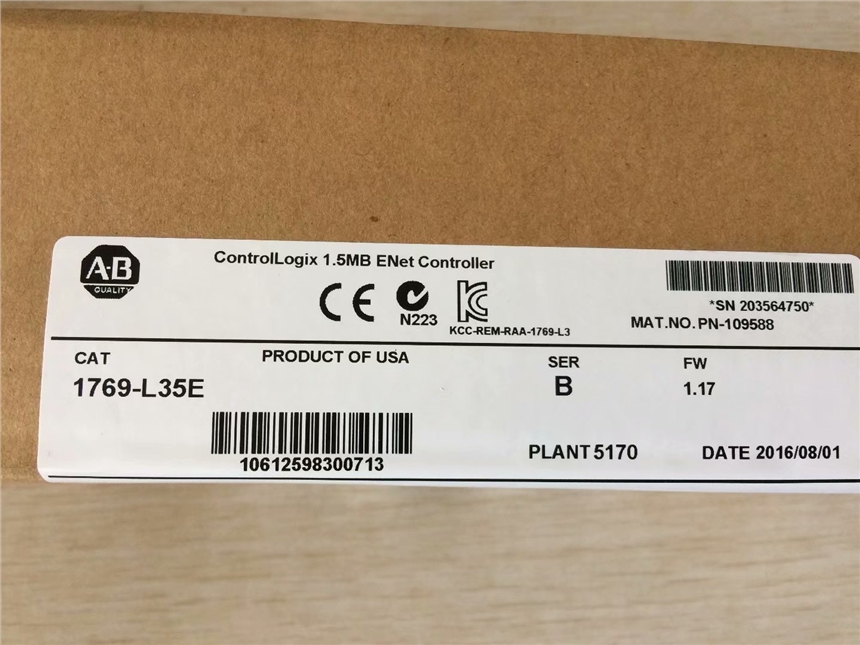 A-B
QUALITY
ControlLogix 1.5MB ENet Controller
CE
N223
KCC-REM-RAA-1769-L3
*SN 203564750*
MAT.NO. PN-109588
CAT
1769-L35E
PRODUCT OF USA
SER
B
FW
1.17
10612598300713
PLANT 5170
DATE 2016/08/01